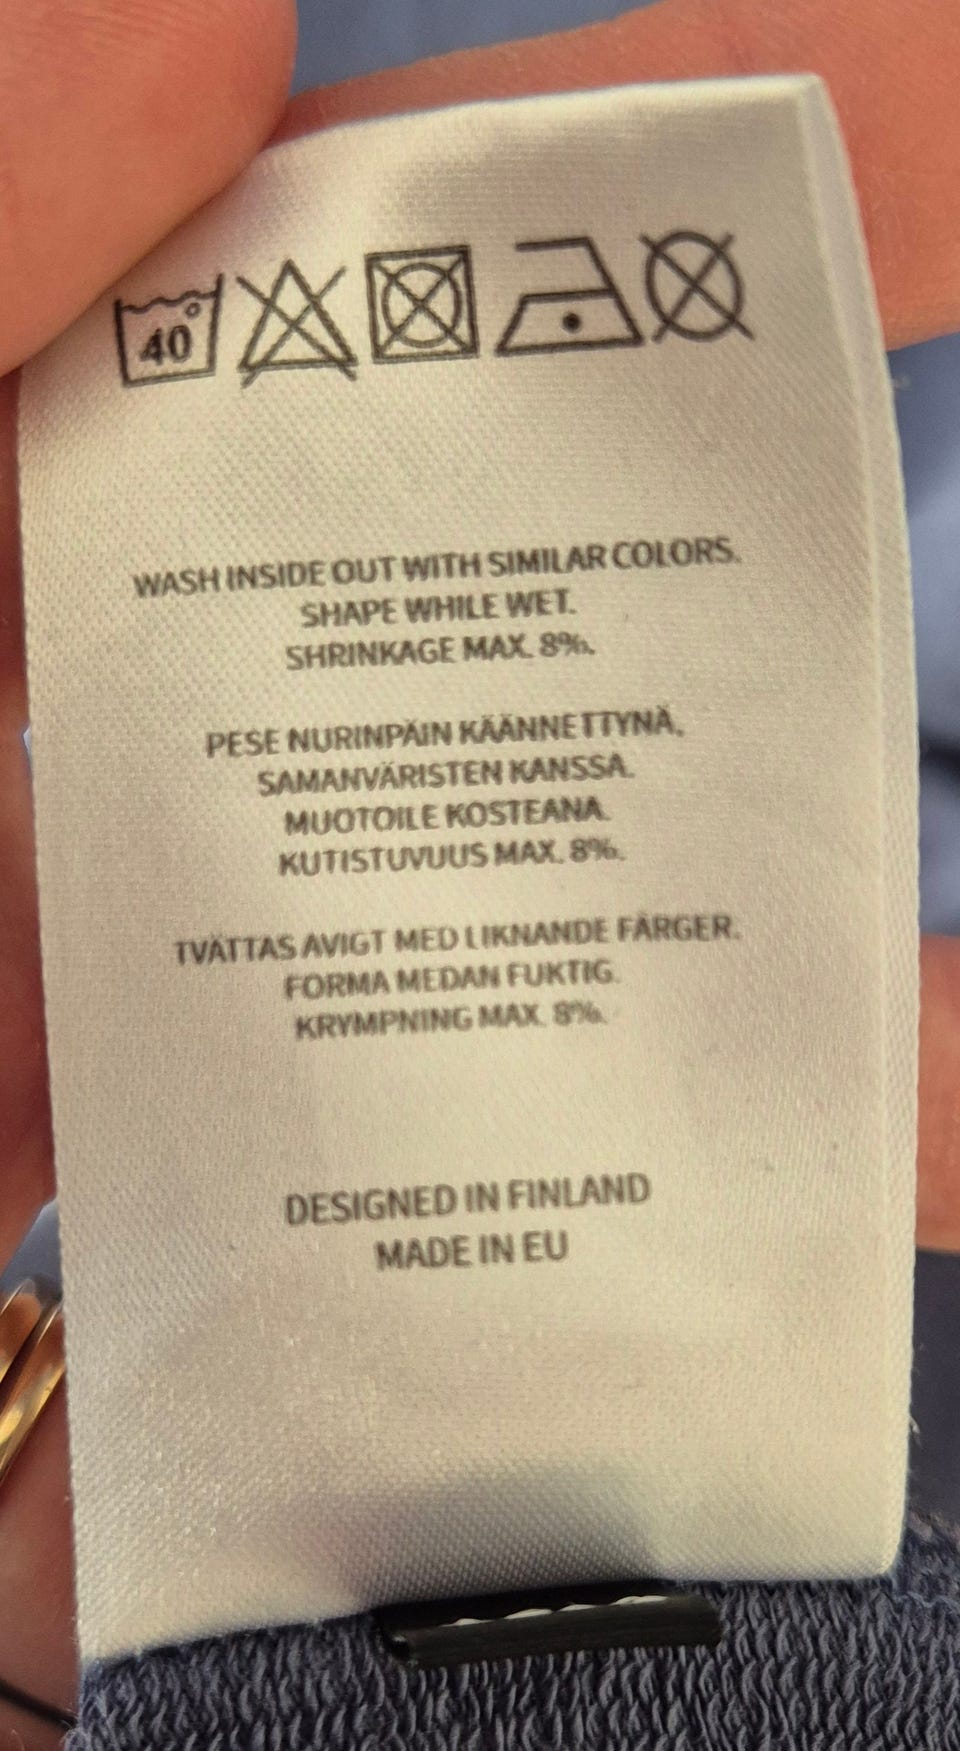 40°
WASH INSIDE OUT WITH SIMILAR COLORS.
SHAPE WHILE WET.
SHRINKAGE MAX. 8%.
PESE NURINPÄIN KÄÄNNETTYNÄ,
SAMANVÄRISTEN KANSSA.
MUOTOILE KOSTEANA.
KUTISTUVUUS MAX. 8%.
TVÄTTAS AVIGT MED LIKNANDE FÄRGER.
FORMA MEDAN FUKTIG.
KRYMPNING MAX. 8%.
DESIGNED IN FINLAND
MADE IN EU